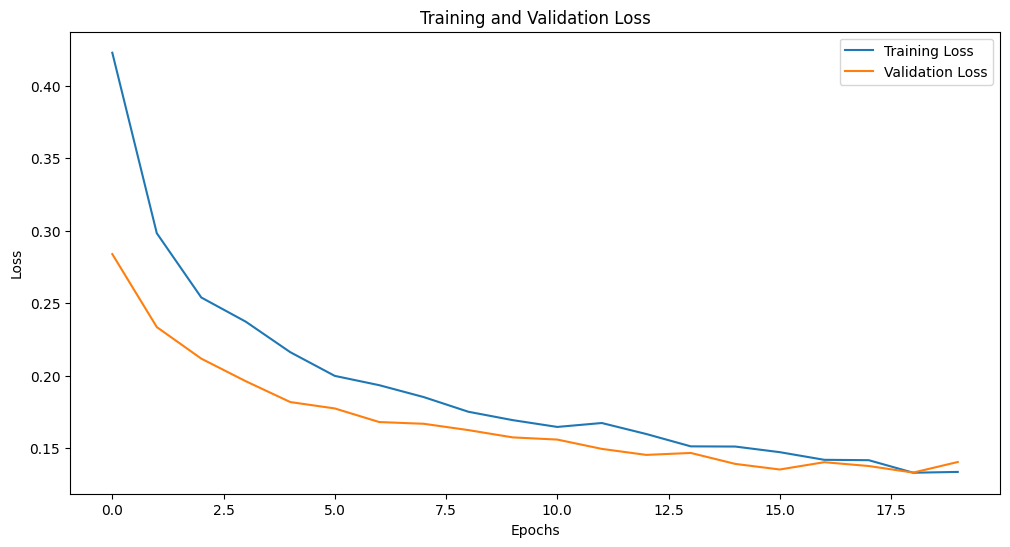 Training and Validation Loss
Training Loss
Validation Loss
0.40
0.35
0.30
0.25
0.20
0.15
Loss
0.0 2.5 5.0 7.5 10.0 12.5 15.0 17.5
Epochs